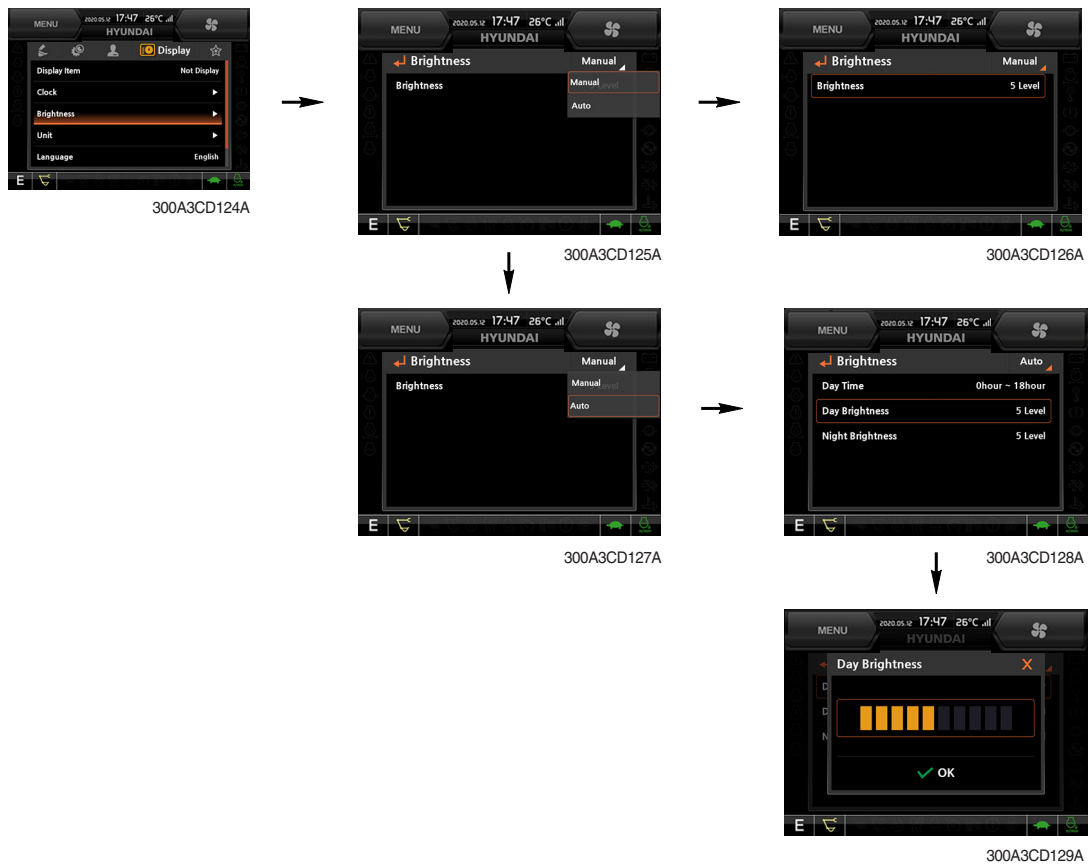 MENU
2020.05.12 17:47 26°C
HYUNDAI
Display
Display Item Not Display
Clock
Brightness
Unit
Language English
E
300A3CD124A
MENU
2020.05.12 17:47 26°C
HYUNDAI
Brightness Manual
Brightness
Manual
Auto
E
300A3CD125A
MENU
2020.05.12 17:47 26°C
HYUNDAI
Brightness Manual
Brightness 5 Level
E
300A3CD126A
MENU
2020.05.12 17:47 26°C
HYUNDAI
Brightness Manual
Brightness
Manual
Auto
E
300A3CD127A
MENU
2020.05.12 17:47 26°C
HYUNDAI
Brightness Auto
Day Time 0hour ~ 18hour
Day Brightness 5 Level
Night Brightness 5 Level
E
300A3CD128A
MENU
2020.05.12 17:47 26°C
HYUNDAI
Day Brightness X
OK
E
300A3CD129A